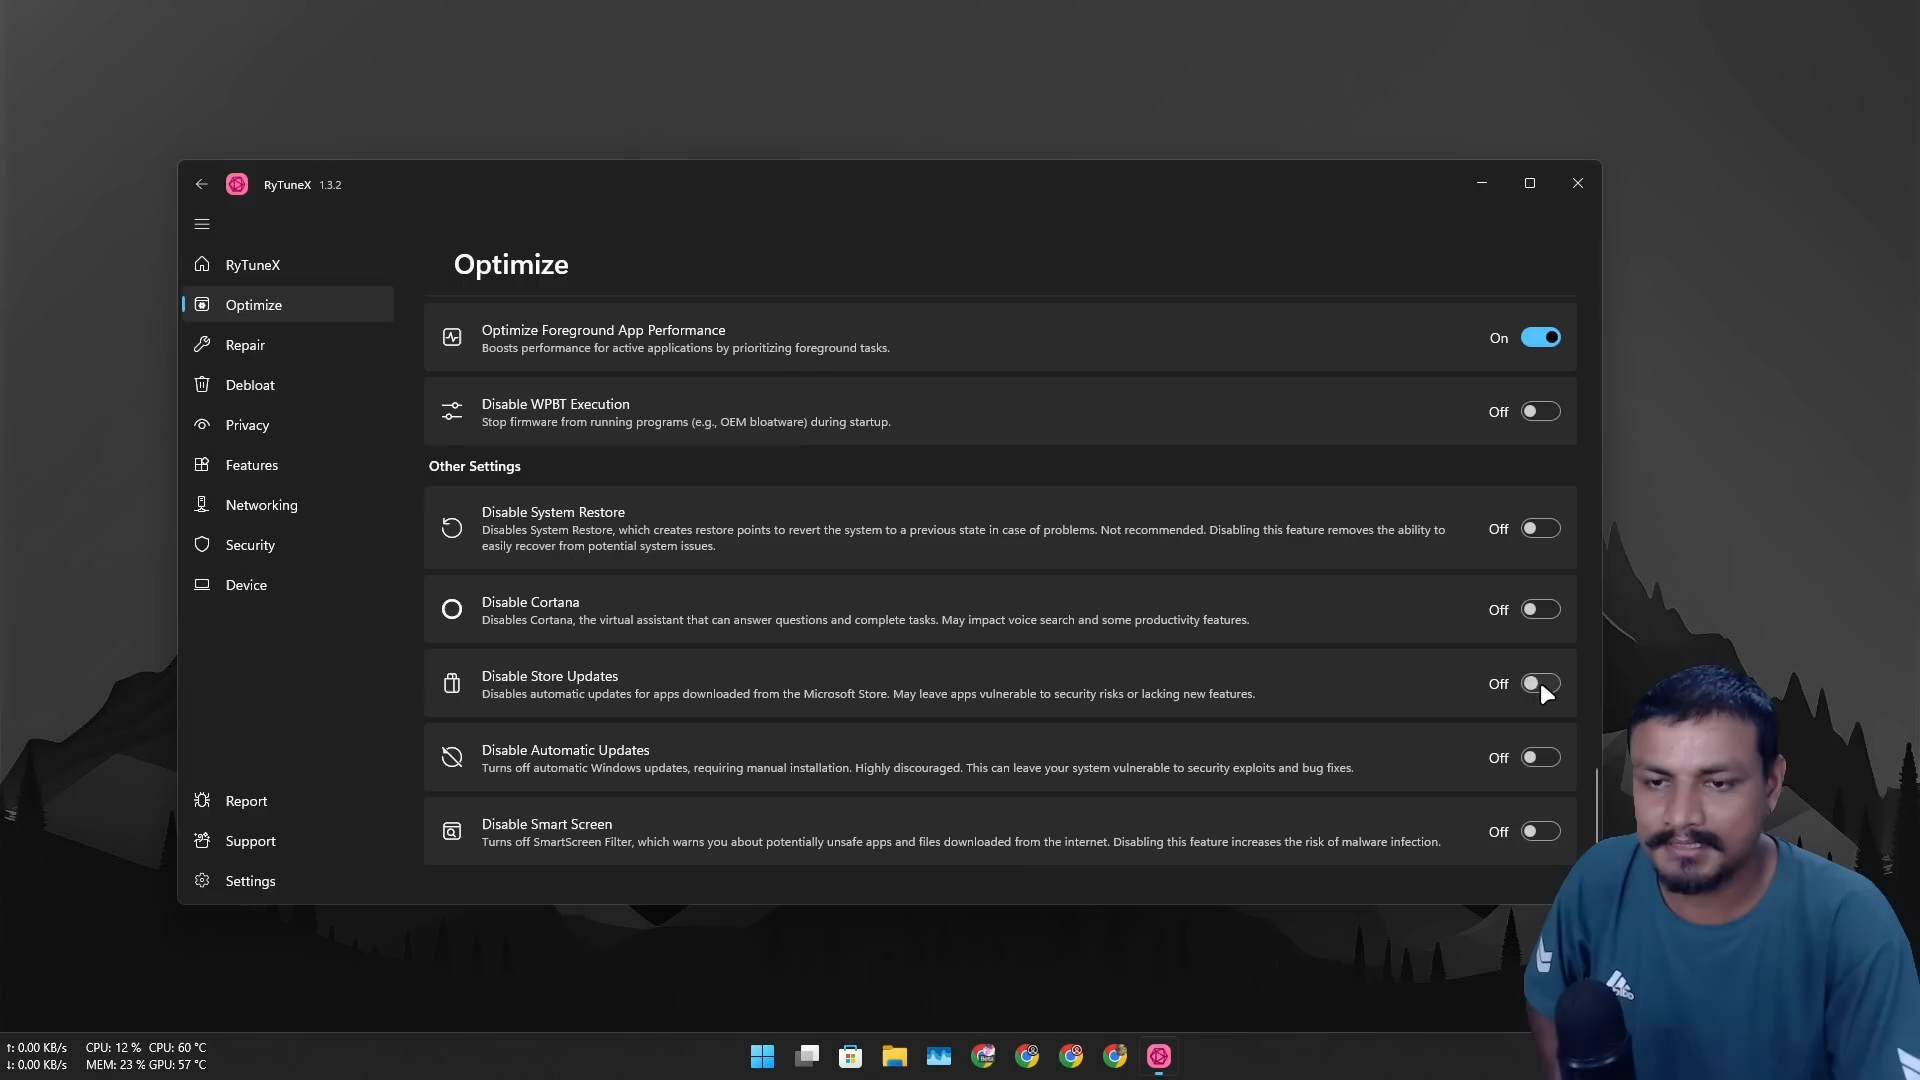 RyTuneX 1.3.2
RyTuneX
Optimize
Repair
Debloat
Privacy
Features
Networking
Security
Device
Report
Support
Settings
Optimize
Optimize Foreground App Performance
Boosts performance for active applications by prioritizing foreground tasks.
On
Disable WPBT Execution
Stop firmware from running programs (e.g., OEM bloatware) during startup.
Off
Other Settings
Disable System Restore
Disables System Restore, which creates restore points to revert the system to a previous state in case of problems. Not recommended. Disabling this feature removes the ability to
easily recover from potential system issues.
Off
Disable Cortana
Disables Cortana, the virtual assistant that can answer questions and complete tasks. May impact voice search and some productivity features.
Off
Disable Store Updates
Disables automatic updates for apps downloaded from the Microsoft Store. May leave apps vulnerable to security risks or lacking new features.
Off
Disable Automatic Updates
Turns off automatic Windows updates, requiring manual installation. Highly discouraged. This can leave your system vulnerable to security exploits and bug fixes.
Off
Disable Smart Screen
Turns off SmartScreen Filter, which warns you about potentially unsafe apps and files downloaded from the internet. Disabling this feature increases the risk of malware infection.
Off
↑: 0.00 KB/s CPU: 12 % CPU: 60 °C
↓: 0.00 KB/s MEM: 23 % GPU: 57 °C
Beta